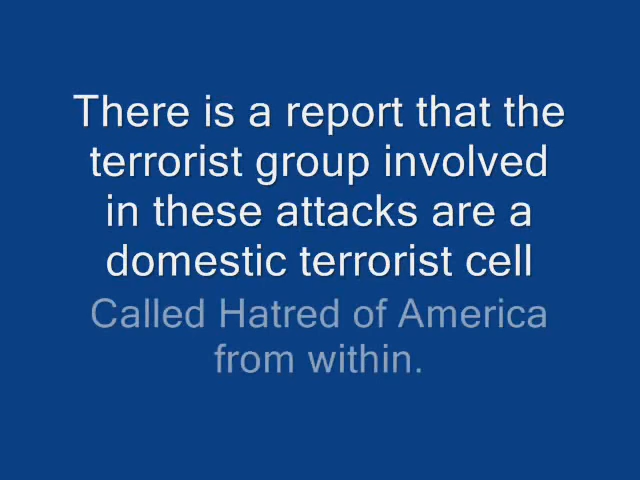 There is a report that the
terrorist group involved
in these attacks are a
domestic terrorist cell
Called Hatred of America
from within.